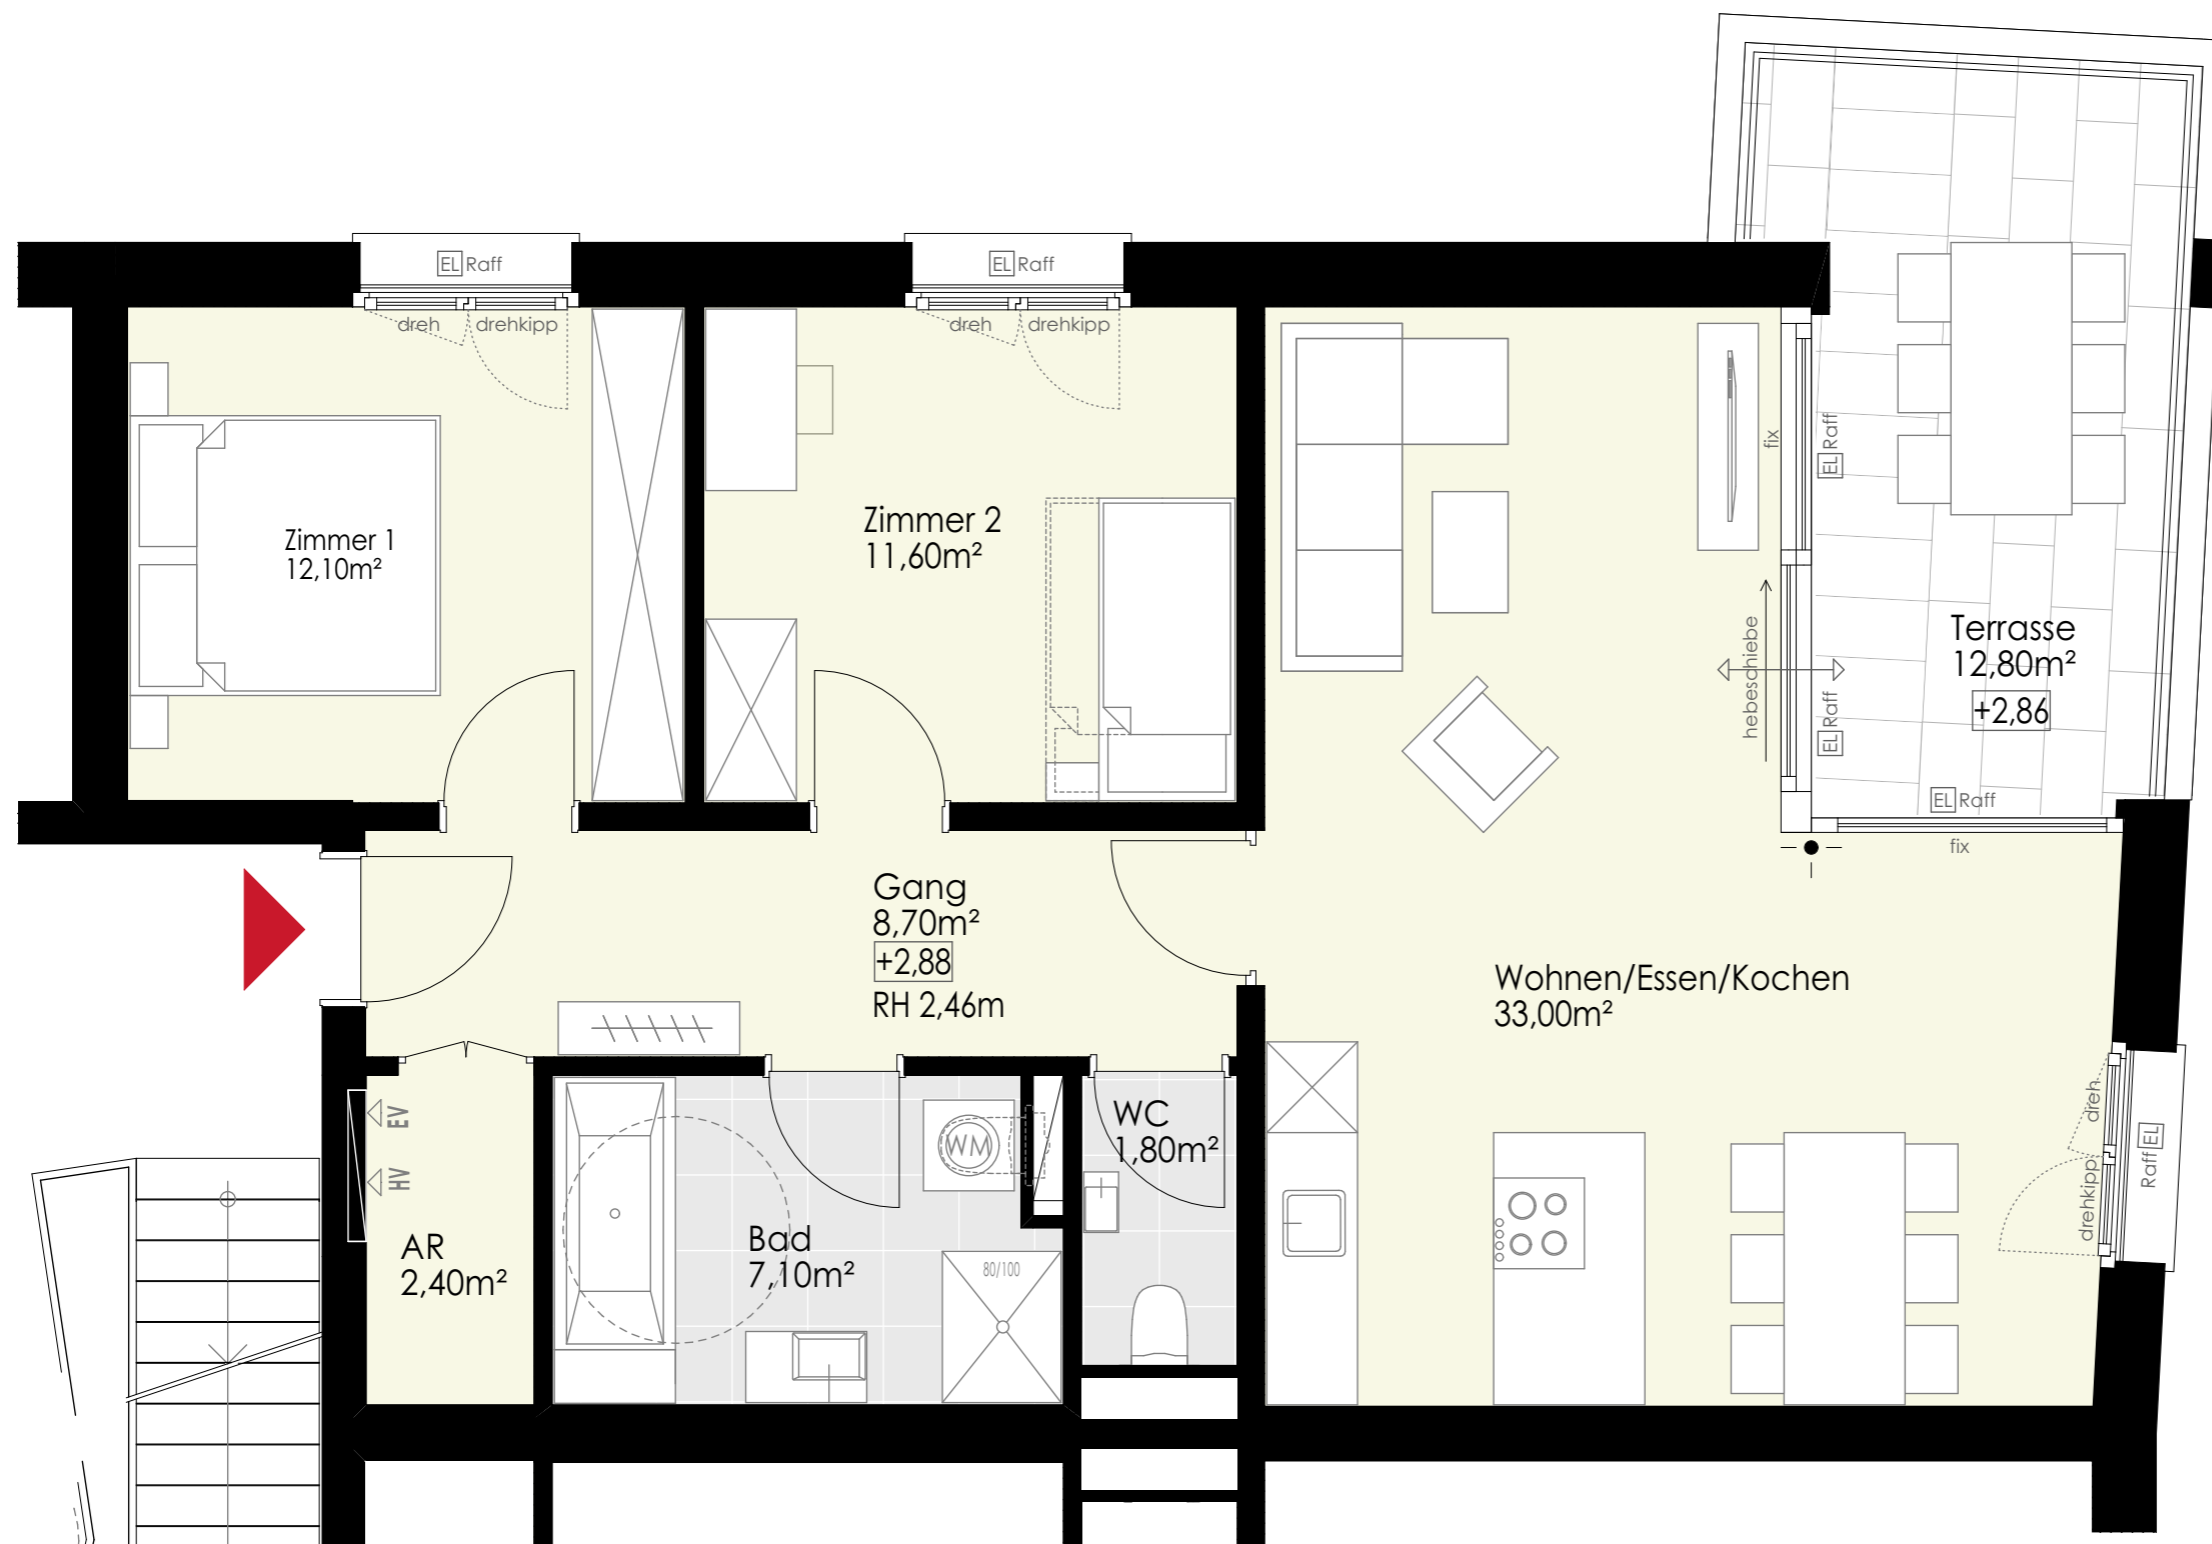 EL Raff
dreh drehkipp
EL Raff
dreh drehkipp
Zimmer 1
12,10m²
Zimmer 2
11,60m²
fix
EL Raff
hebeschiebe
EL Raff
Terrasse
12,80m²
+2,86
EL Raff
fix
Gang
8,70m²
+2,88
RH 2,46m
Wohnen/Essen/Kochen
33,00m²
EV
HV
AR
2,40m²
WM
Bad
7,10m²
80/100
WC
1,80m²
dreh
drehkipp
Raff EL